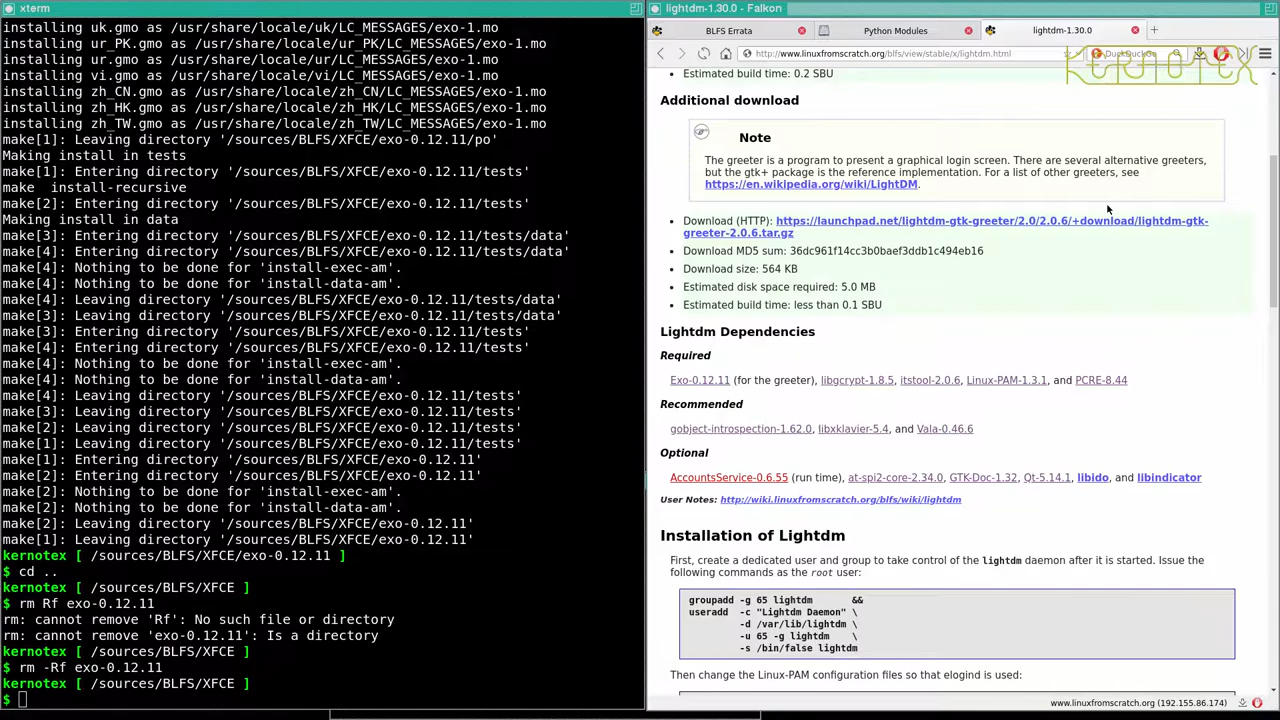 xterm
installing uk.gmo as /usr/share/locale/uk/LC_MESSAGES/exo-1.mo
installing ur_PK.gmo as /usr/share/locale/ur_PK/LC_MESSAGES/exo-1.mo
installing ur.gmo as /usr/share/locale/ur/LC_MESSAGES/exo-1.mo
installing vi.gmo as /usr/share/locale/vi/LC_MESSAGES/exo-1.mo
installing zh_CN.gmo as /usr/share/locale/zh_CN/LC_MESSAGES/exo-1.mo
installing zh_HK.gmo as /usr/share/locale/zh_HK/LC_MESSAGES/exo-1.mo
installing zh_TW.gmo as /usr/share/locale/zh_TW/LC_MESSAGES/exo-1.mo
make[1]: Leaving directory '/sources/BLFS/XFCE/exo-0.12.11/po'
Making install in tests
make[1]: Entering directory '/sources/BLFS/XFCE/exo-0.12.11/tests'
make  install-recursive
make[2]: Entering directory '/sources/BLFS/XFCE/exo-0.12.11/tests'
Making install in data
make[3]: Entering directory '/sources/BLFS/XFCE/exo-0.12.11/tests/data'
make[4]: Entering directory '/sources/BLFS/XFCE/exo-0.12.11/tests/data'
make[4]: Nothing to be done for 'install-exec-am'.
make[4]: Nothing to be done for 'install-data-am'.
make[4]: Leaving directory '/sources/BLFS/XFCE/exo-0.12.11/tests/data'
make[3]: Leaving directory '/sources/BLFS/XFCE/exo-0.12.11/tests/data'
make[3]: Entering directory '/sources/BLFS/XFCE/exo-0.12.11/tests'
make[4]: Entering directory '/sources/BLFS/XFCE/exo-0.12.11/tests'
make[4]: Nothing to be done for 'install-exec-am'.
make[4]: Nothing to be done for 'install-data-am'.
make[4]: Leaving directory '/sources/BLFS/XFCE/exo-0.12.11/tests'
make[3]: Leaving directory '/sources/BLFS/XFCE/exo-0.12.11/tests'
make[2]: Leaving directory '/sources/BLFS/XFCE/exo-0.12.11/tests'
make[1]: Leaving directory '/sources/BLFS/XFCE/exo-0.12.11/tests'
make[1]: Entering directory '/sources/BLFS/XFCE/exo-0.12.11'
make[2]: Entering directory '/sources/BLFS/XFCE/exo-0.12.11'
make[2]: Nothing to be done for 'install-exec-am'.
make[2]: Nothing to be done for 'install-data-am'.
make[2]: Leaving directory '/sources/BLFS/XFCE/exo-0.12.11'
make[1]: Leaving directory '/sources/BLFS/XFCE/exo-0.12.11'
kernotex [ /sources/BLFS/XFCE/exo-0.12.11 ]
$ cd ..
kernotex [ /sources/BLFS/XFCE ]
$ rm Rf exo-0.12.11
rm: cannot remove 'Rf': No such file or directory
rm: cannot remove 'exo-0.12.11': Is a directory
kernotex [ /sources/BLFS/XFCE ]
$ rm -Rf exo-0.12.11
kernotex [ /sources/BLFS/XFCE ]
$
lightdm-1.30.0 - Falkon
BLFS Errata
Python Modules
lightdm-1.30.0
http://www.linuxfromscratch.org/blfs/view/stable/x/lightdm.html
DuckDuckGo
KERNOTEX
• Estimated build time: 0.2 SBU
Additional download
Note
The greeter is a program to present a graphical login screen. There are several alternative greeters,
but the gtk+ package is the reference implementation. For a list of other greeters, see
https://en.wikipedia.org/wiki/LightDM.
• Download (HTTP): https://launchpad.net/lightdm-gtk-greeter/2.0/2.0.6/+download/lightdm-gtk-
greeter-2.0.6.tar.gz
• Download MD5 sum: 36dc961f14cc3b0baef3ddb1c494eb16
• Download size: 564 KB
• Estimated disk space required: 5.0 MB
• Estimated build time: less than 0.1 SBU
Lightdm Dependencies
Required
Exo-0.12.11 (for the greeter), libgcrypt-1.8.5, itstool-2.0.6, Linux-PAM-1.3.1, and PCRE-8.44
Recommended
gobject-introspection-1.62.0, libxklavier-5.4, and Vala-0.46.6
Optional
AccountsService-0.6.55 (run time), at-spi2-core-2.34.0, GTK-Doc-1.32, Qt-5.14.1, libido, and libindicator
User Notes: http://wiki.linuxfromscratch.org/blfs/wiki/lightdm
Installation of Lightdm
First, create a dedicated user and group to take control of the lightdm daemon after it is started. Issue the
following commands as the root user:
groupadd -g 65 lightdm       &&
useradd  -c "Lightdm Daemon" \
         -d /var/lib/lightdm \
         -u 65 -g lightdm    \
         -s /bin/false lightdm
Then change the Linux-PAM configuration files so that elogind is used:
www.linuxfromscratch.org (192.155.86.174)